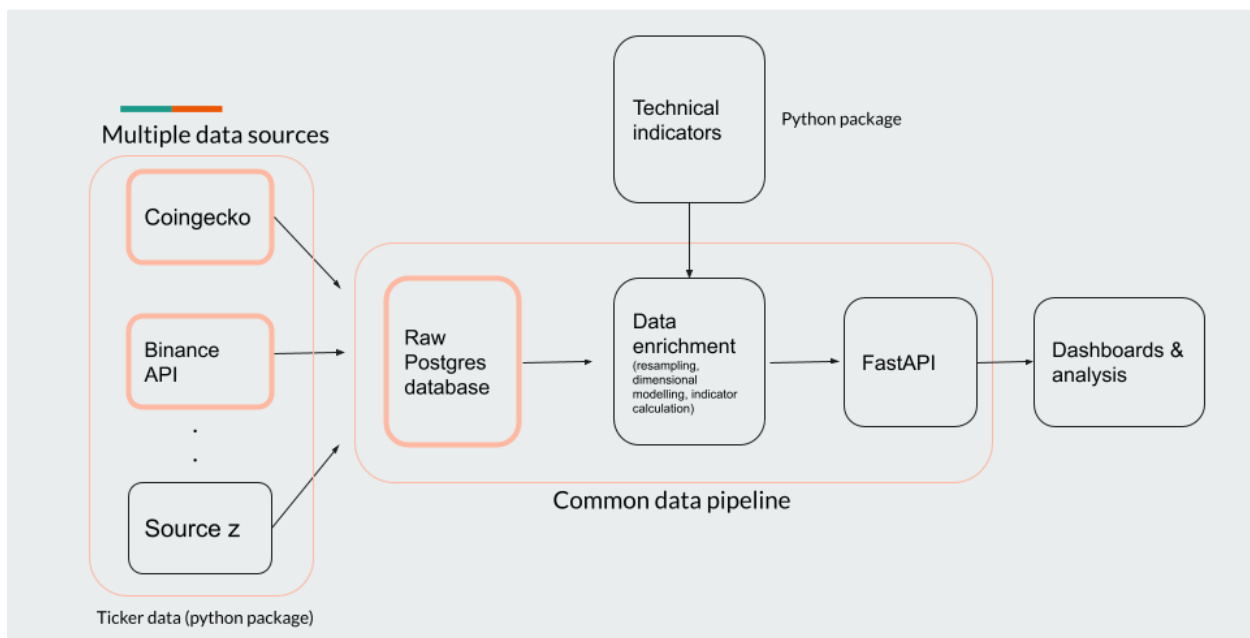 Multiple data sources
Coingecko
Binance
API
.
.
Source z
Ticker data (python package)
Technical
indicators
Python package
Raw
Postgres
database
Data
enrichment
(resampling,
dimensional
modelling, indicator
calculation)
FastAPI
Common data pipeline
Dashboards &
analysis